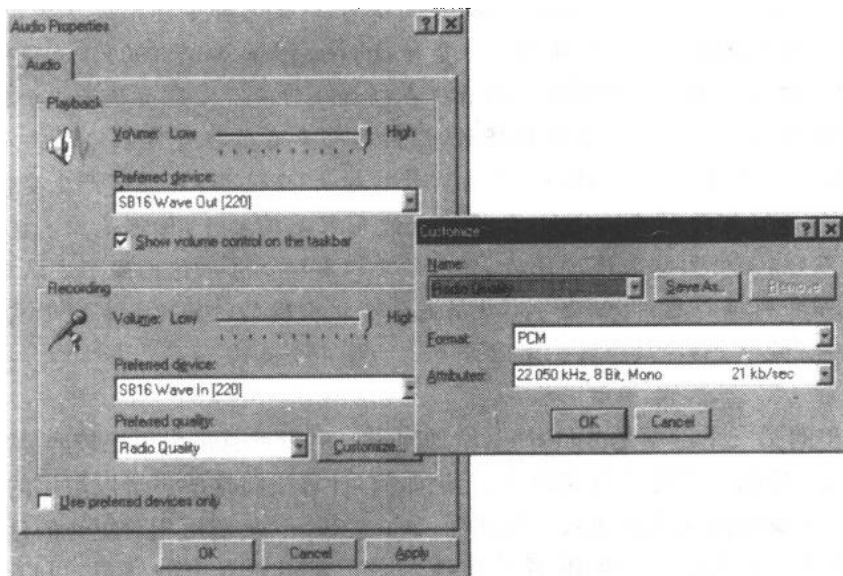 Audio Properties
Audio
Playback
Volume: Low High
Preferred device:
SB16 Wave Out [220]
Show volume control on the taskbar
Recording
Volume: Low High
Preferred device:
SB16 Wave In [220]
Preferred quality:
Radio Quality
Customize...
Use preferred devices only
OK Cancel Apply
Customize
Name:
Radio Quality
Save As...
Remove
Format: PCM
Attributes: 22.050 kHz, 8 Bit, Mono 21 kb/sec
OK Cancel